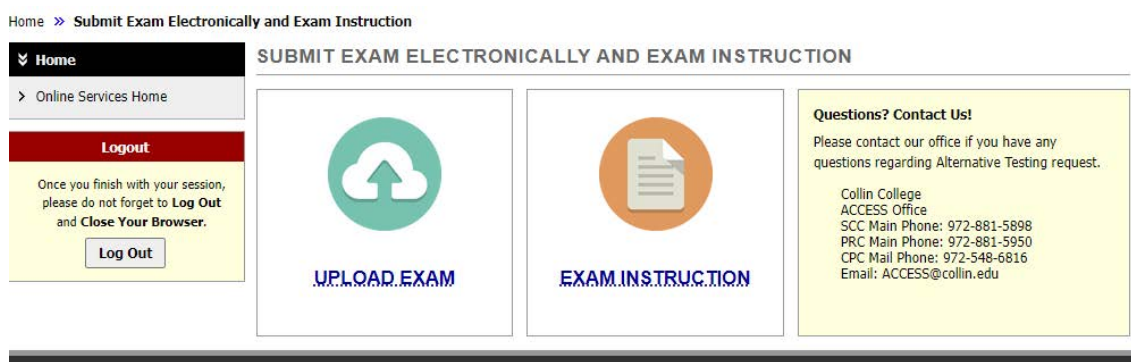 Home » Submit Exam Electronically and Exam Instruction
Home
Online Services Home
Logout
Once you finish with your session,
please do not forget to Log Out
and Close Your Browser.
Log Out
SUBMIT EXAM ELECTRONICALLY AND EXAM INSTRUCTION
UPLOAD EXAM
EXAM INSTRUCTION
Questions? Contact Us!
Please contact our office if you have any
questions regarding Alternative Testing request.
Collin College
ACCESS Office
SCC Main Phone: 972-881-5898
PRC Main Phone: 972-881-5950
CPC Mail Phone: 972-548-6816
Email: ACCESS@collin.edu